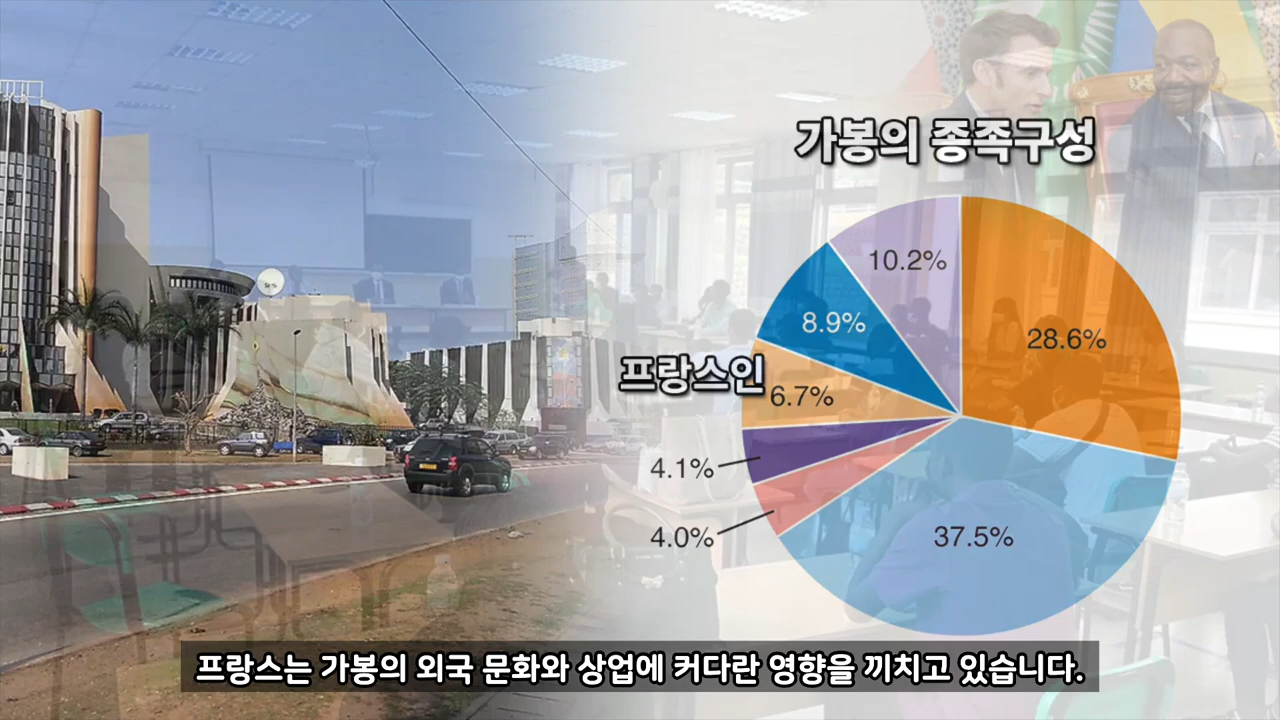 가봉의 종족구성
10.2%
28.6%
8.9%
프랑스인
6.7%
4.1%
4.0%
37.5%
프랑스는 가봉의 외국 문화와 상업에 커다란 영향을 끼치고 있습니다.